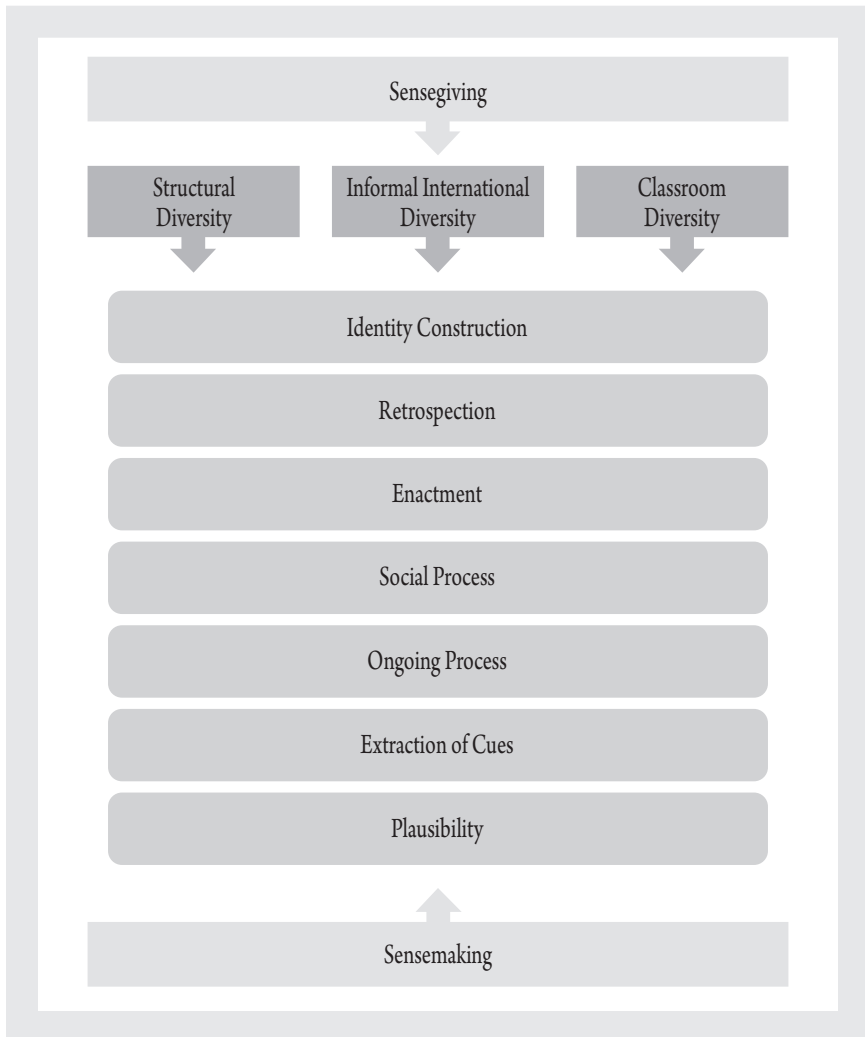 Sensegiving
Structural
Diversity
Informal International
Diversity
Classroom
Diversity
Identity Construction
Retrospection
Enactment
Social Process
Ongoing Process
Extraction of Cues
Plausibility
Sensemaking